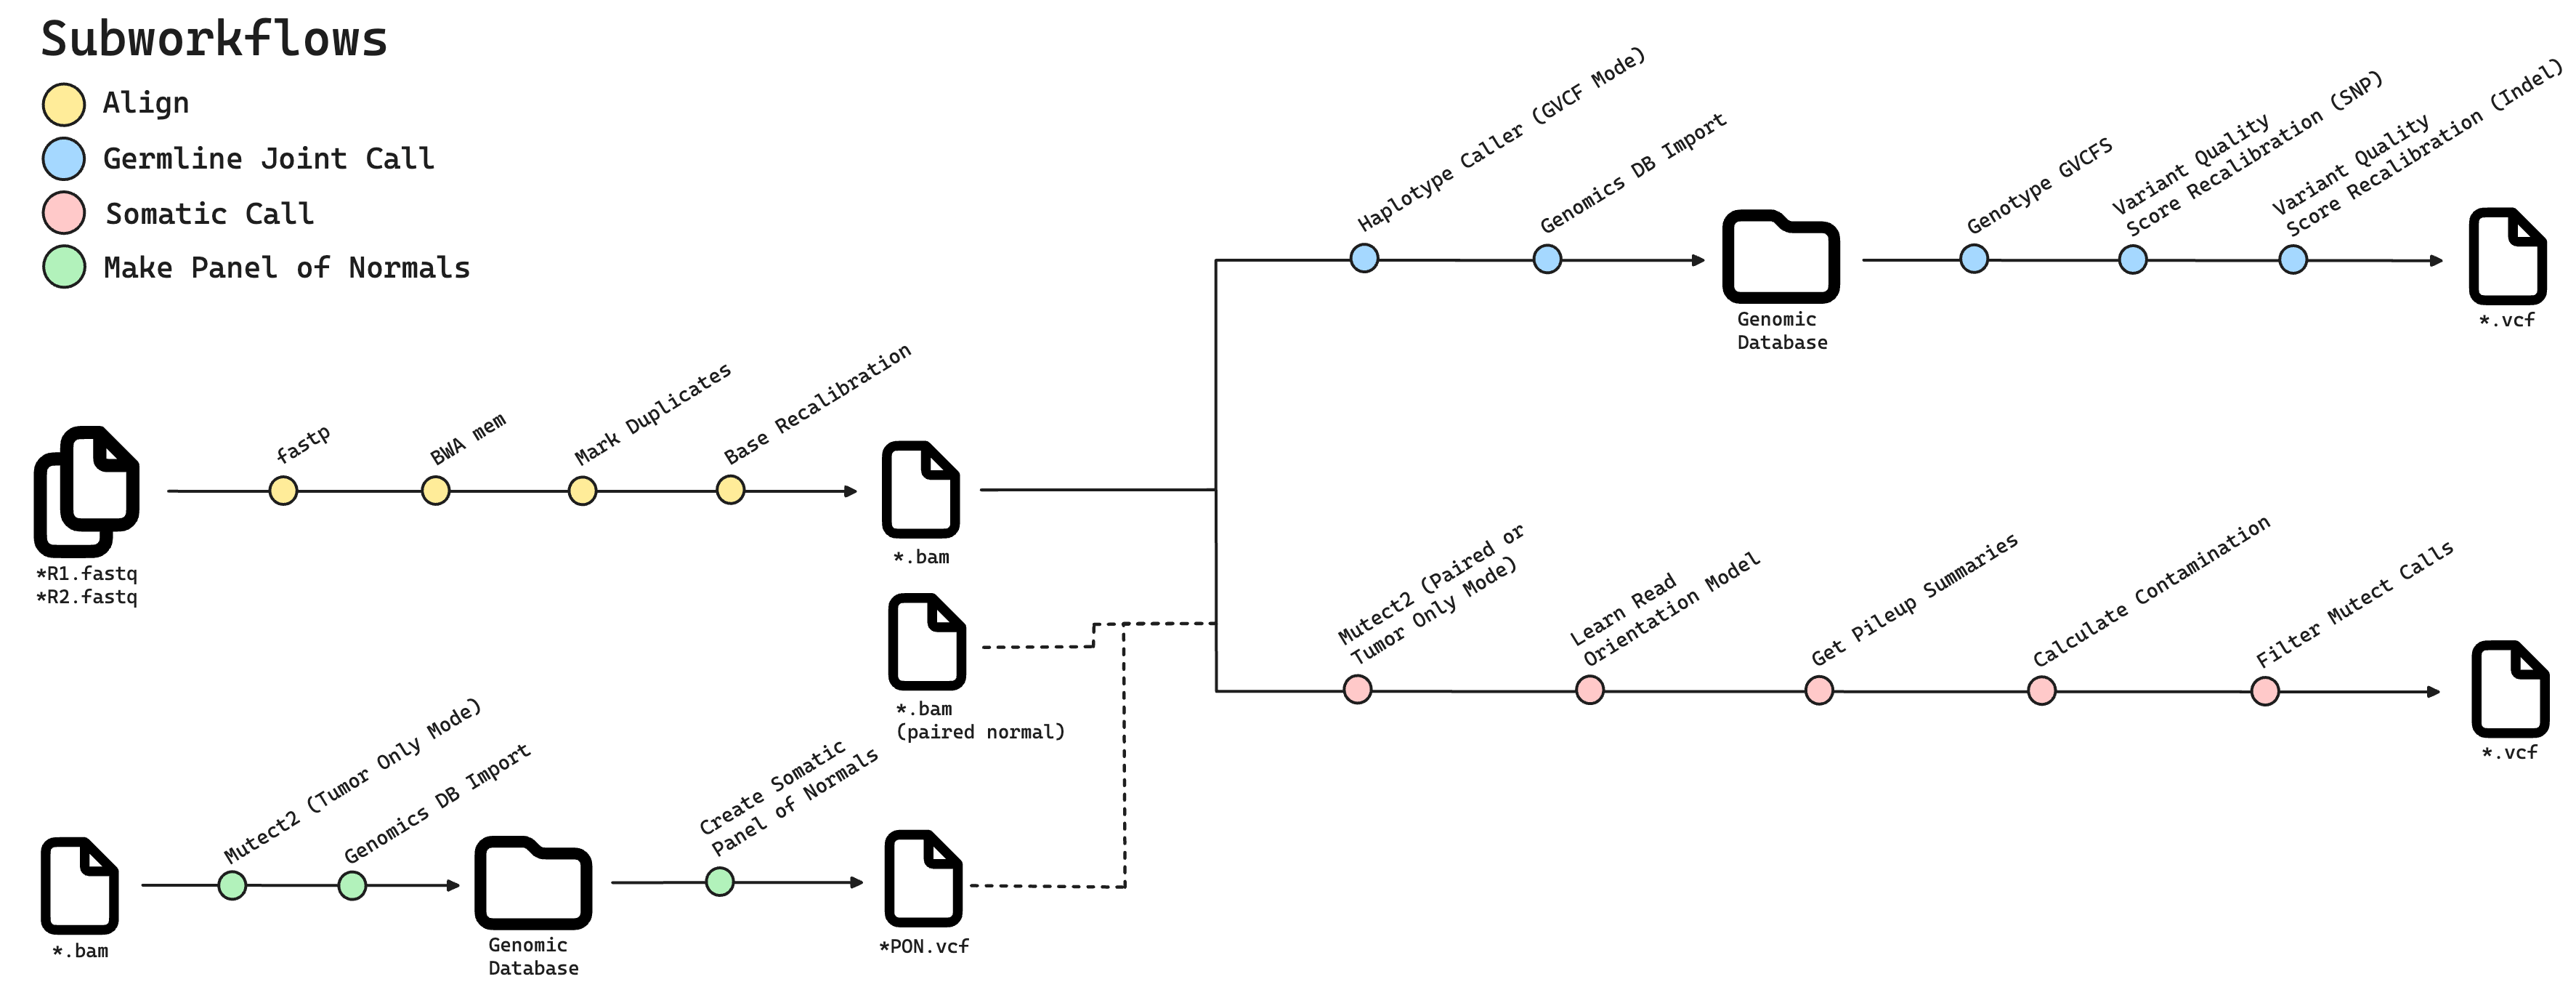 Subworkflows
Align
Germline Joint Call
Somatic Call
Make Panel of Normals
Haplotype Caller (GVCF Mode)
Genomics DB Import
Genomic
Database
Genotype GVCFS
Variant Quality
Score Recalibration (SNP)
Variant Quality
Score Recalibration (Indel)
*.vcf
*R1.fastq
*R2.fastq
fastp
BWA mem
Mark Duplicates
Base Recalibration
*.bam
*.bam
(paired normal)
Mutect2 (Paired or
Tumor Only Mode)
Learn Read
Orientation Model
Get Pileup Summaries
Calculate Contamination
Filter Mutect Calls
*.vcf
*.bam
Mutect2 (Tumor Only Mode)
Genomics DB Import
Genomic
Database
Create Somatic
Panel of Normals
*PON.vcf